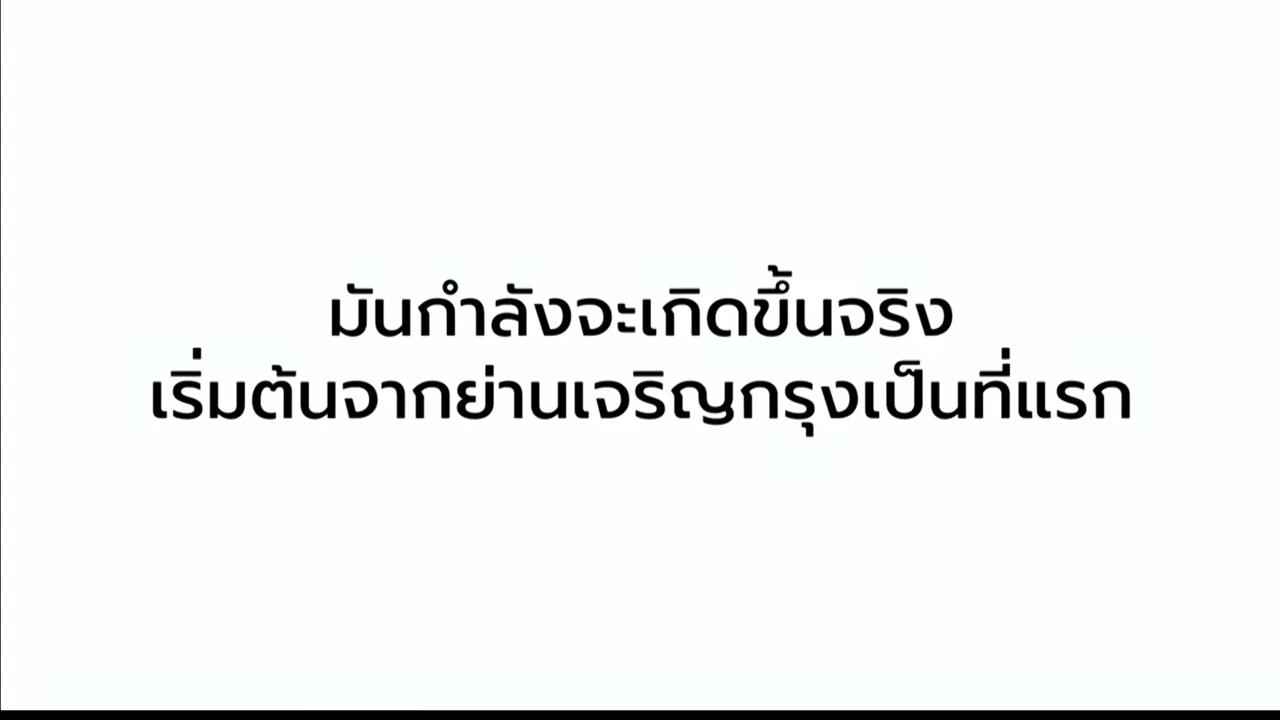 มันกำลังจะเกิดขึ้นจริง
เริ่มต้นจากย่านเจริญกรุงเป็นที่แรก